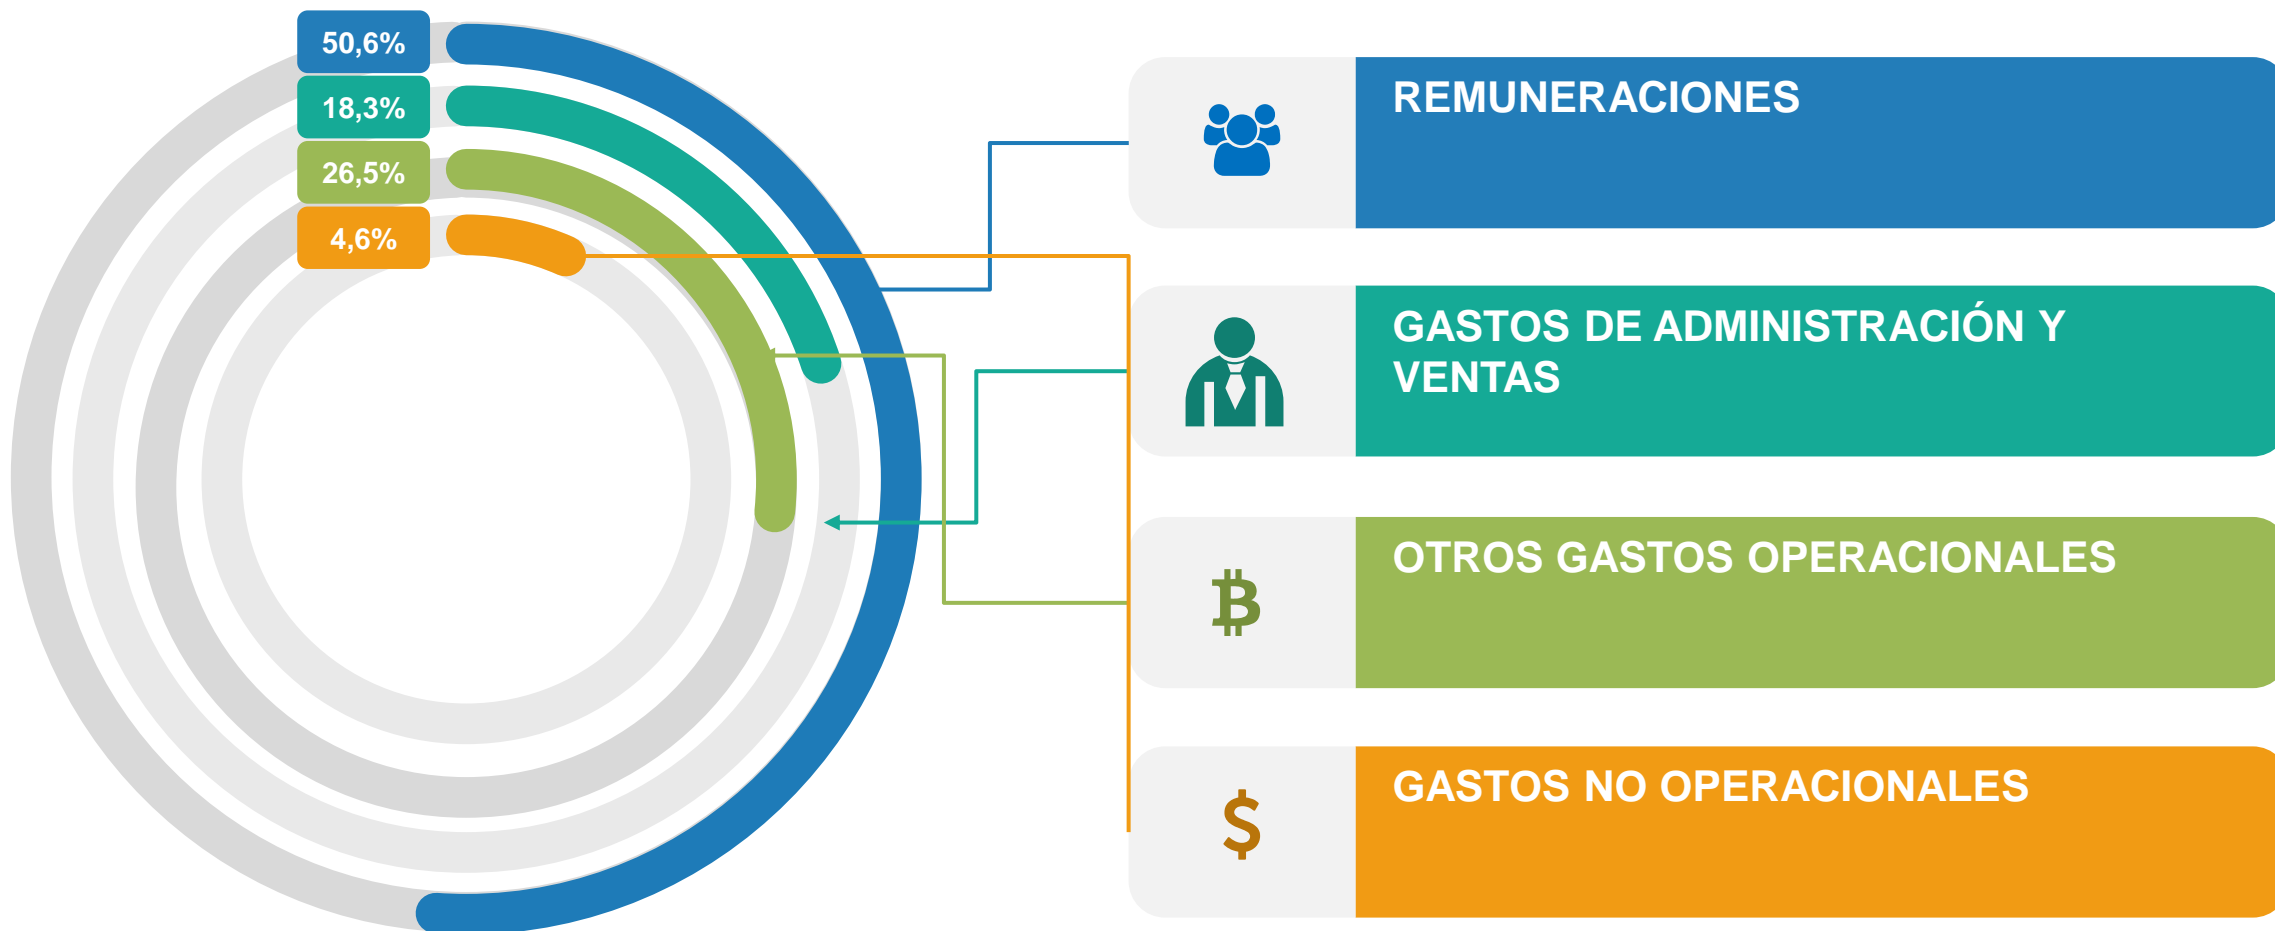 50,6%
18,3%
26,5%
4,6%
REMUNERACIONES
GASTOS DE ADMINISTRACIÓN Y
VENTAS
OTROS GASTOS OPERACIONALES
GASTOS NO OPERACIONALES